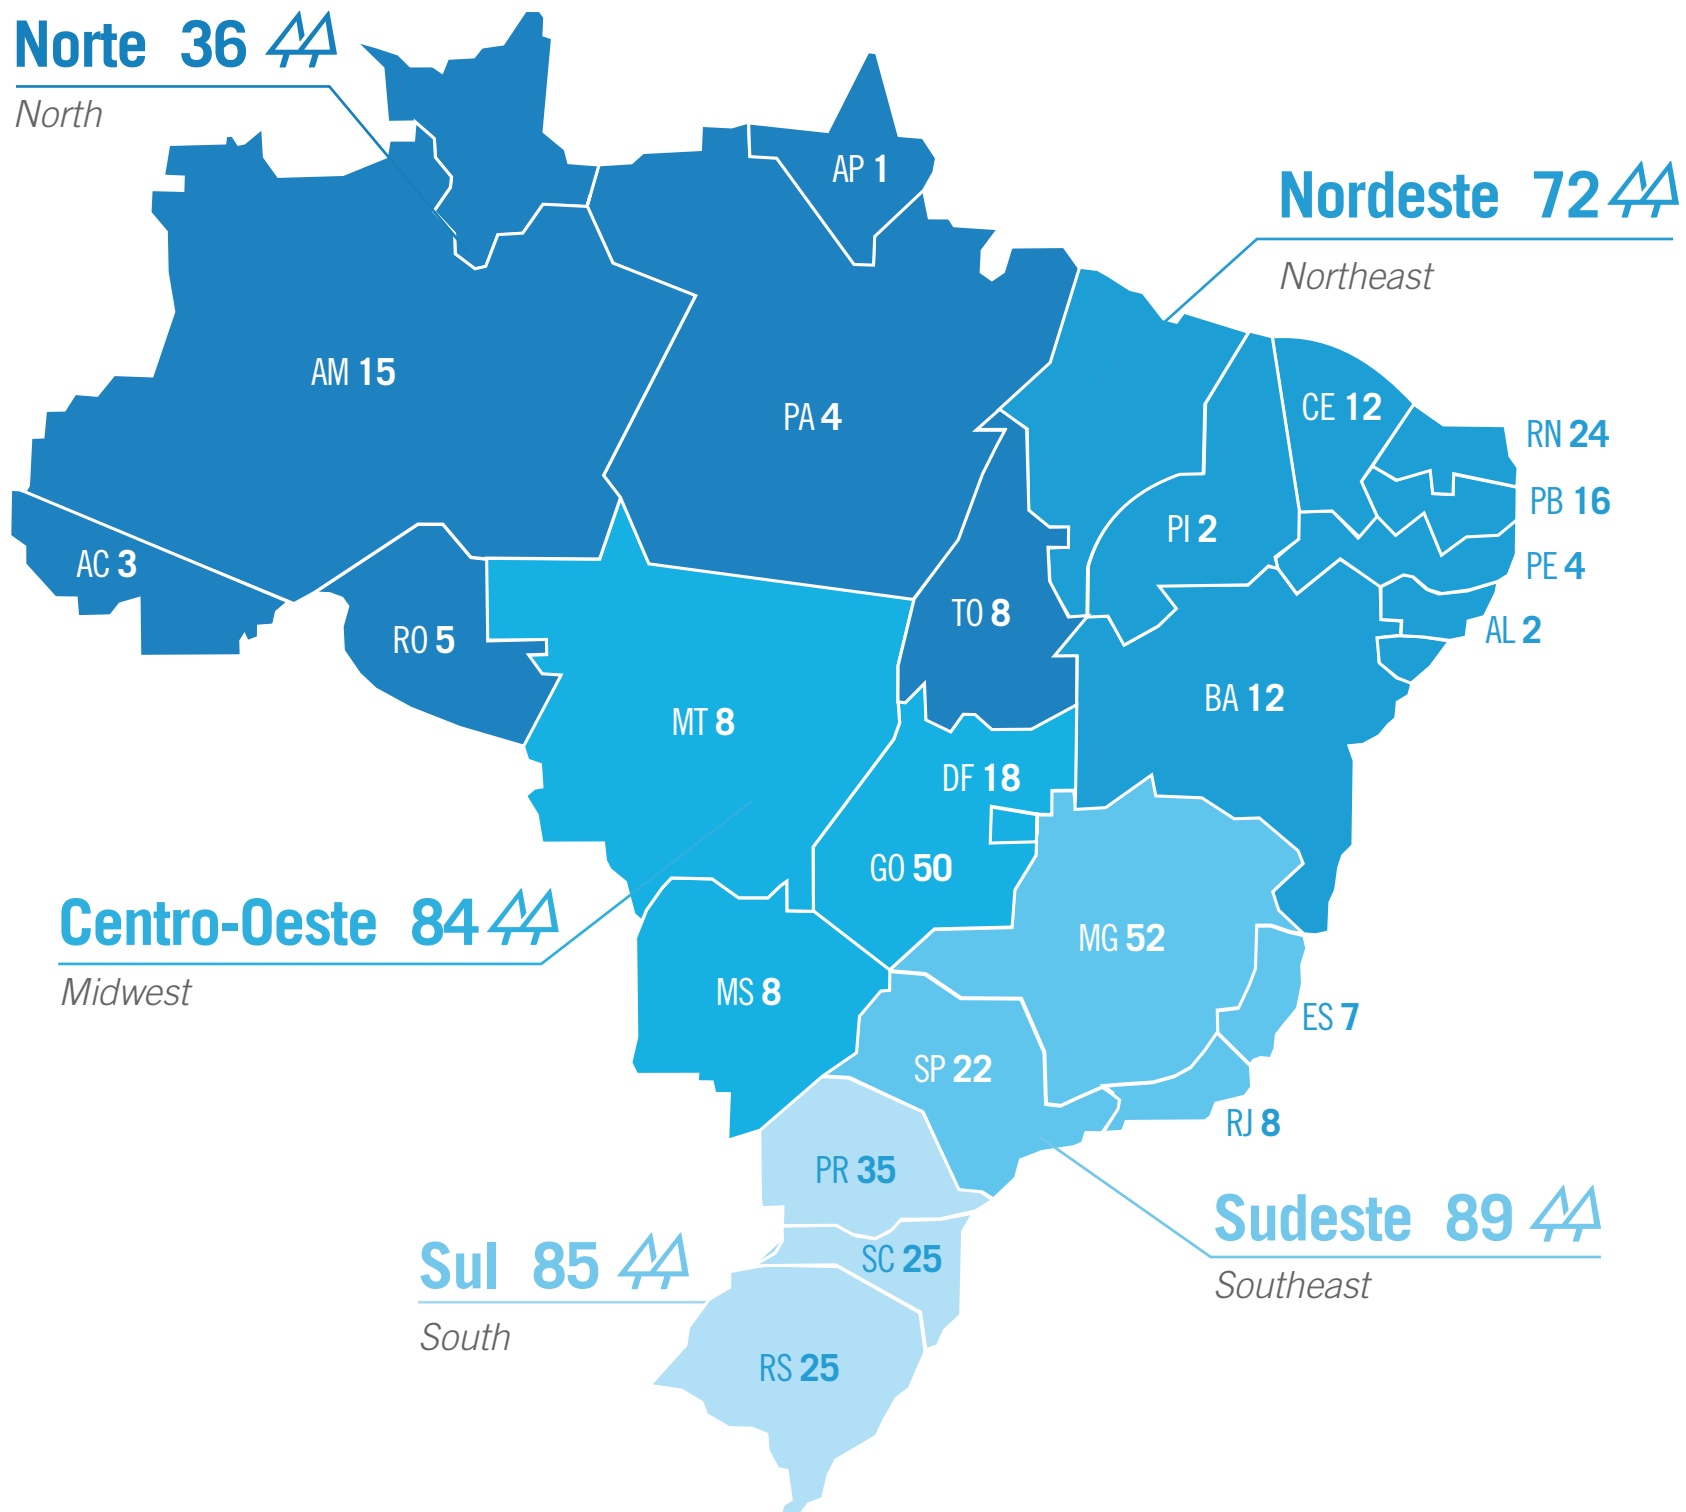 Norte 36
North
AP 1
Nordeste 72
Northeast
AM 15
PA 4
CE 12
RN 24
PB 16
PI 2
PE 4
AC 3
TO 8
RO 5
AL 2
BA 12
MT 8
DF 18
GO 50
Centro-Oeste 84
Midwest
MG 52
MS 8
ES 7
SP 22
RJ 8
PR 35
Sudeste 89
Southeast
Sul 85
South
SC 25
RS 25